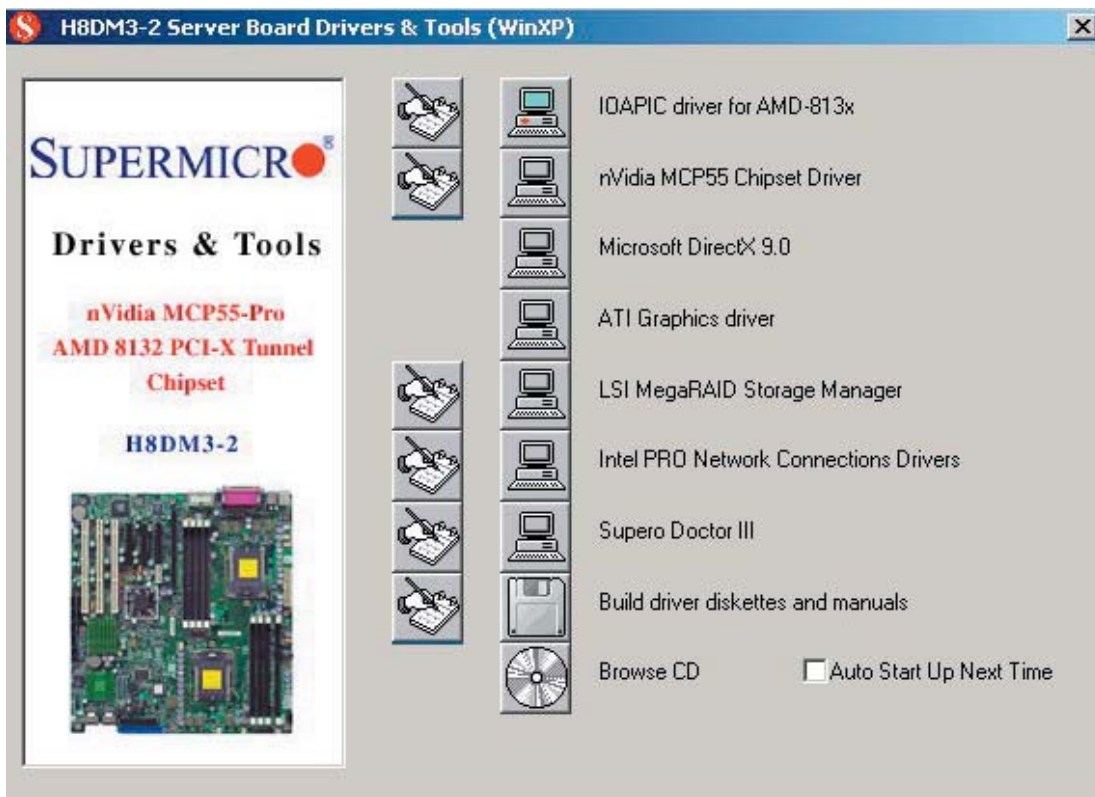 H8DM3-2 Server Board Drivers & Tools (WinXP)
SUPERMICRO®
Drivers & Tools
nVidia MCP55-Pro
AMD 8132 PCI-X Tunnel
Chipset
H8DM3-2
IOAPIC driver for AMD-813x
nVidia MCP55 Chipset Driver
Microsoft DirectX 9.0
ATI Graphics driver
LSI MegaRAID Storage Manager
Intel PRO Network Connections Drivers
Supero Doctor III
Build driver diskettes and manuals
Browse CD
Auto Start Up Next Time